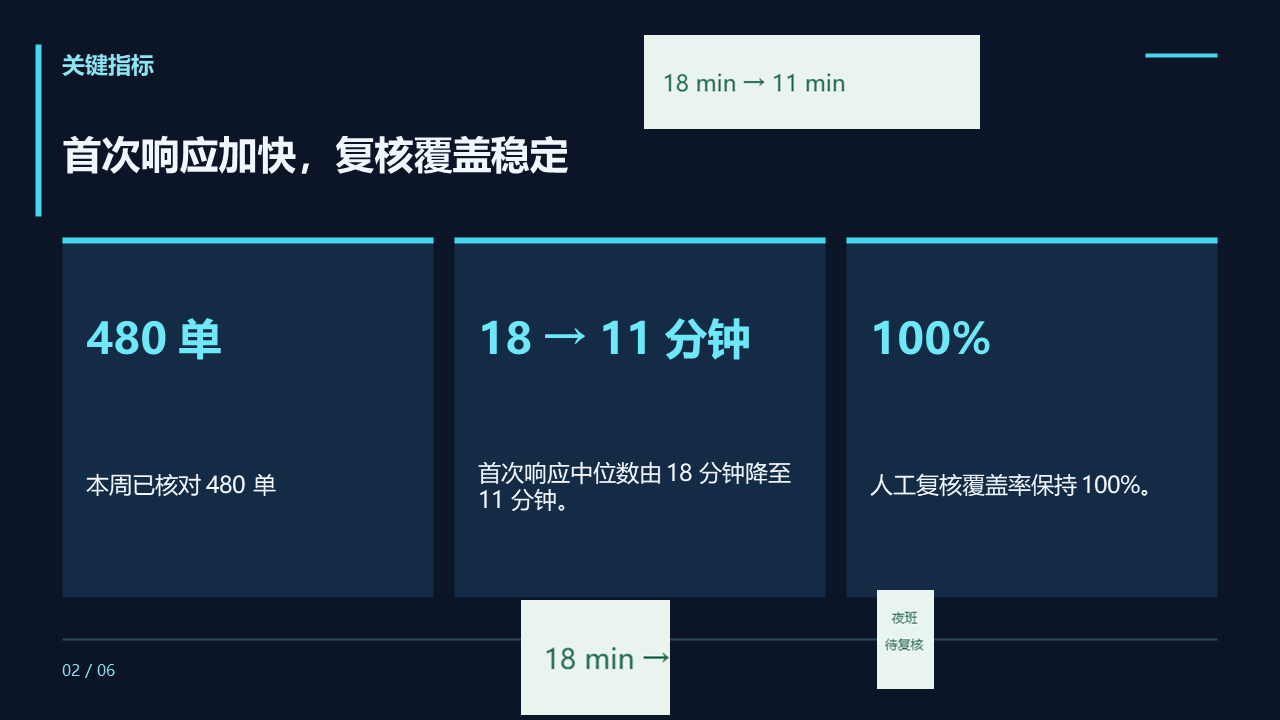 关键指标
18 min → 11 min
首次响应加快，复核覆盖稳定
480 单
本周已核对 480 单
18 → 11 分钟
首次响应中位数由 18 分钟降至
11 分钟。
100%
人工复核覆盖率保持 100%。
18 min →
夜班
待复核
02 / 06